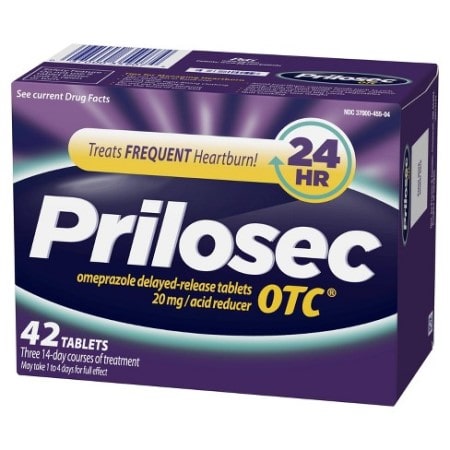 Prilosec
See current Drug Facts
NDC 37000-455-04
Treats FREQUENT Heartburn!
24
HR
Prilosec
omeprazole delayed-release tablets
20 mg / acid reducer
OTC®
42 TABLETS
Three 14-day courses of treatment
May take 1 to 4 days for full effect